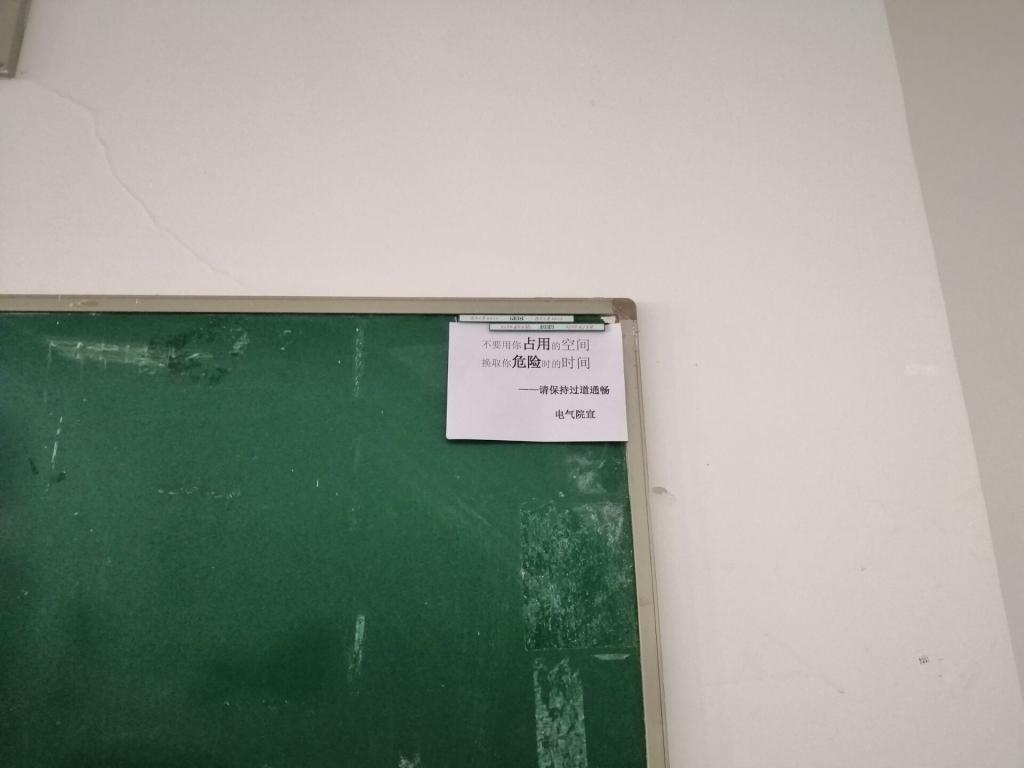 不要用你占用的空间
换取你危险时的时间
——请保持过道通畅
电气院宣